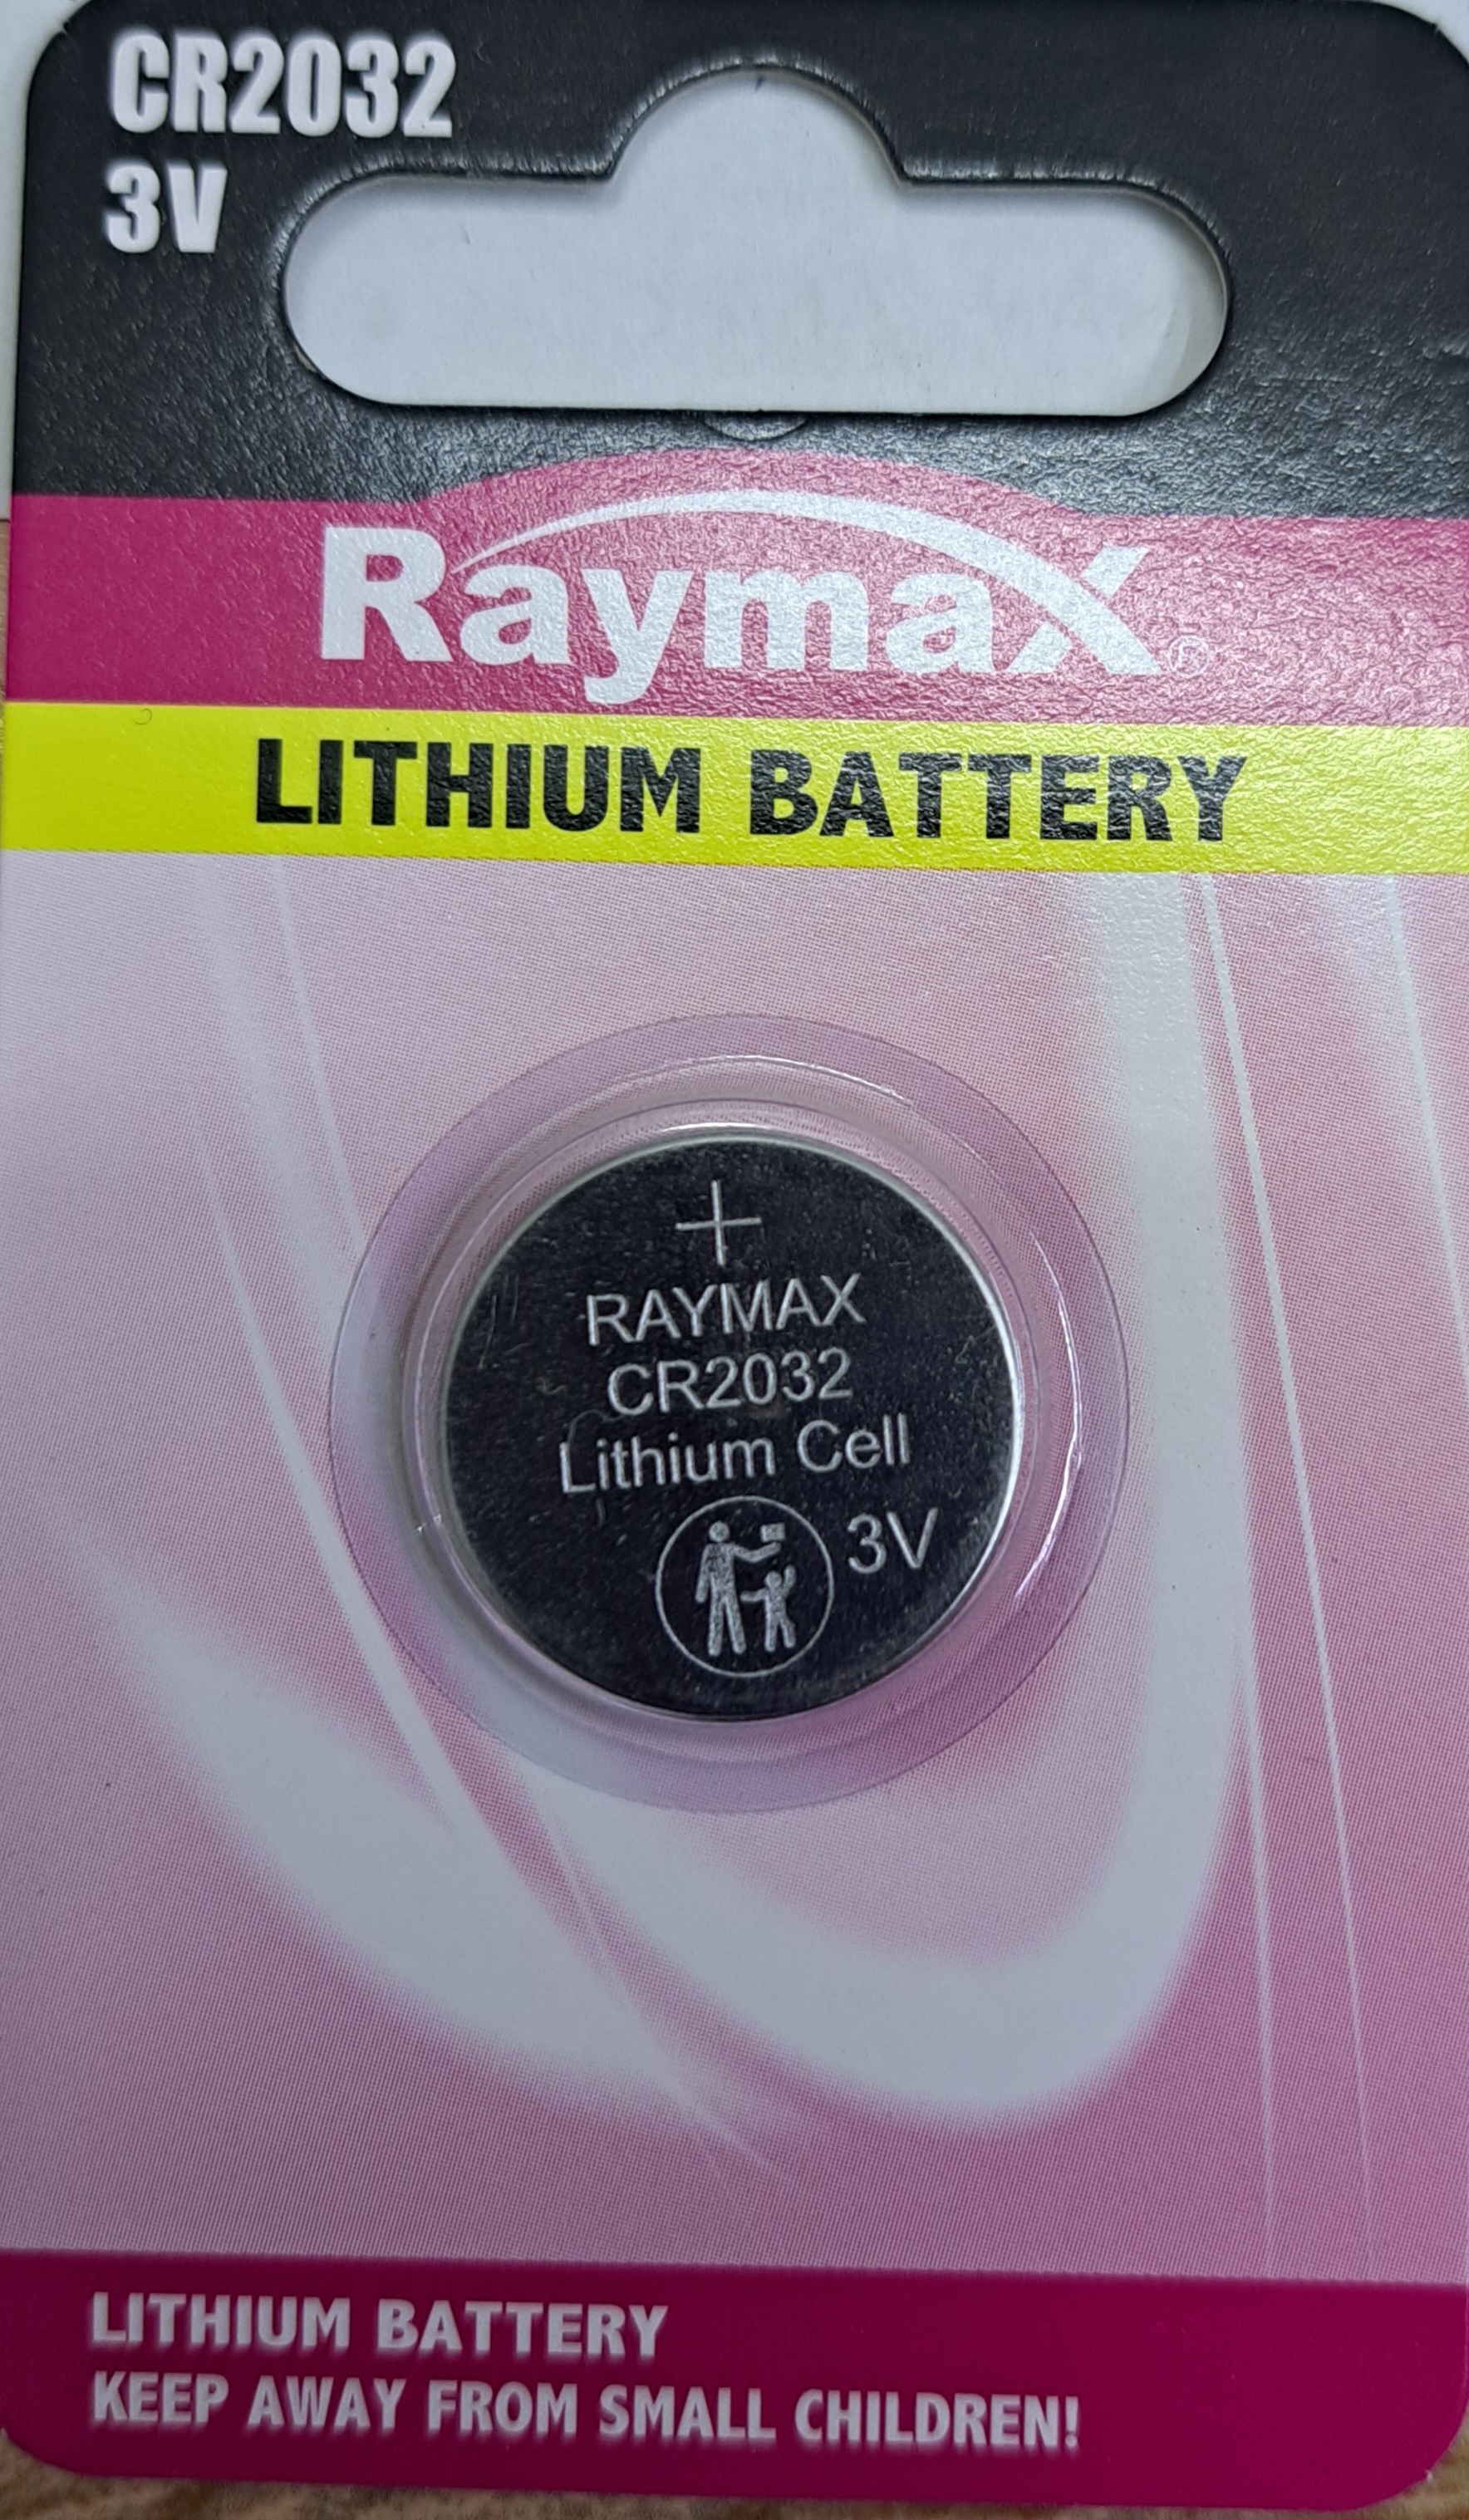 CR2032
3V
Raymax®
LITHIUM BATTERY
+
RAYMAX
CR2032
Lithium Cell
3V
LITHIUM BATTERY
KEEP AWAY FROM SMALL CHILDREN!